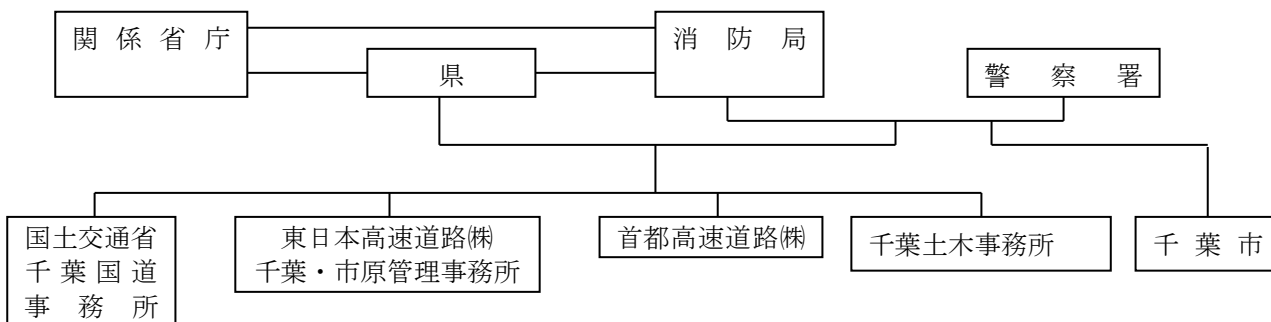 関係省庁
消防局
県
警察署
国土交通省
千葉国道
事務所
東日本高速道路㈱
千葉・市原管理事務所
首都高速道路㈱
千葉土木事務所
千葉市